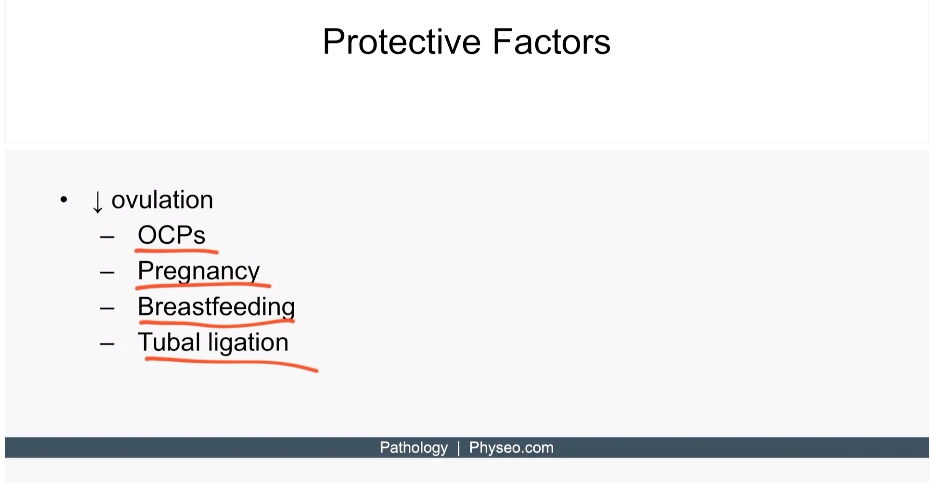 Protective Factors
• ↓ ovulation
– OCPs
– Pregnancy
– Breastfeeding
– Tubal ligation
Pathology | Physeo.com